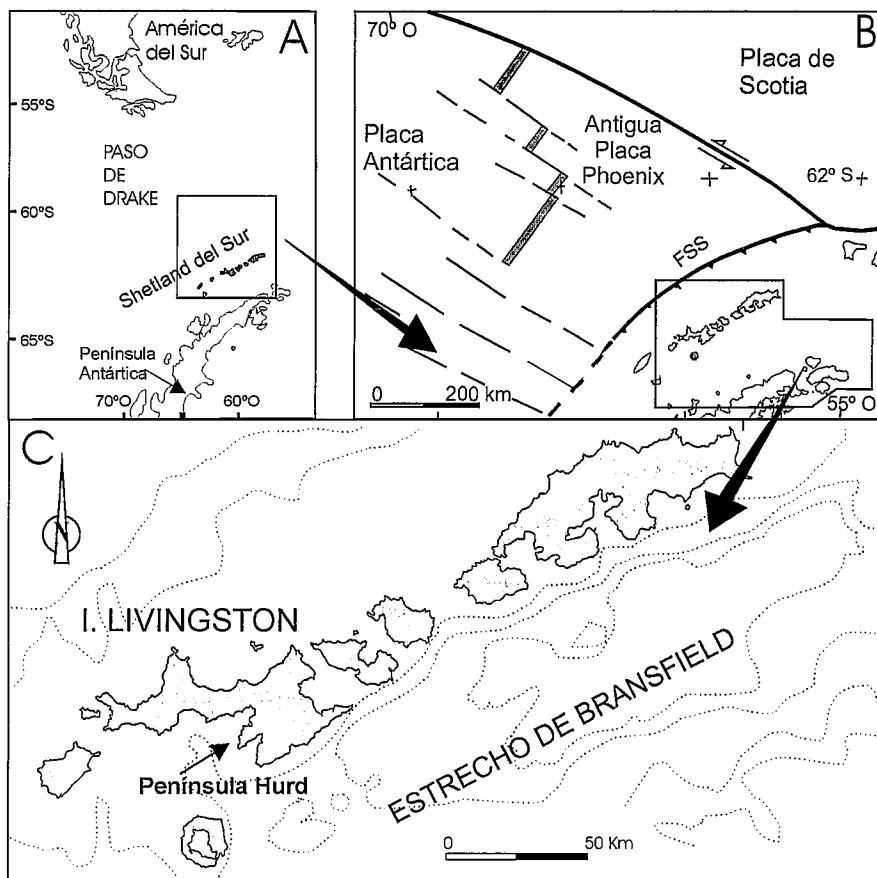 A
América
del Sur
55ºS
PASO
DE
DRAKE
60ºS
Shetland del Sur
65ºS
Península
Antártica
70ºO
60ºO
B
70º O
Placa de
Scotia
Placa
Antártica
Antigua
Placa
Phoenix
62º S
FSS
0 200 km
55º O
C
N
I. LIVINGSTON
Península Hurd
ESTRECHO DE BRANSFIELD
0 50 Km